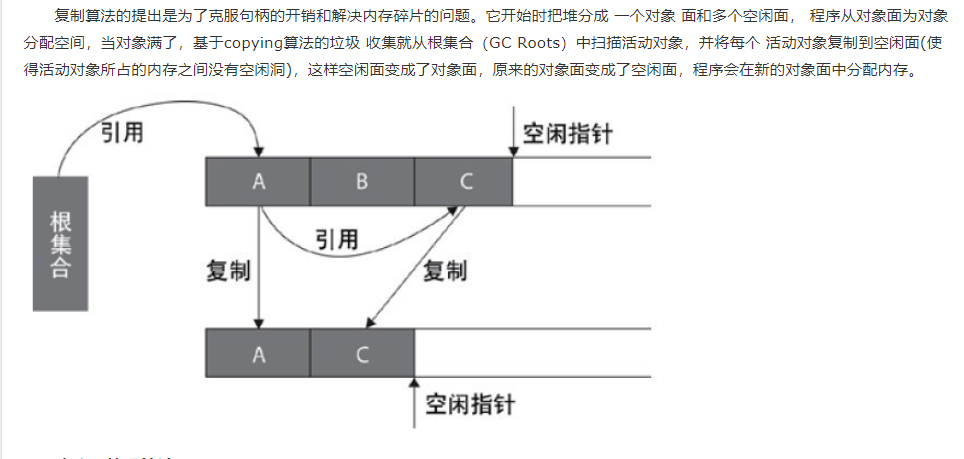 复制算法的提出是为了克服句柄的开销和解决内存碎片的问题。它开始时把堆分成 一个对象 面和多个空闲面， 程序从对象面为对象
分配空间，当对象满了，基于copying算法的垃圾 收集就从根集合（GC Roots）中扫描活动对象，并将每个 活动对象复制到空闲面(使
得活动对象所占的内存之间没有空闲洞)，这样空闲面变成了对象面，原来的对象面变成了空闲面，程序会在新的对象面中分配内存。
引用
空闲指针
A B C
根集合
引用
复制
复制
A C
空闲指针